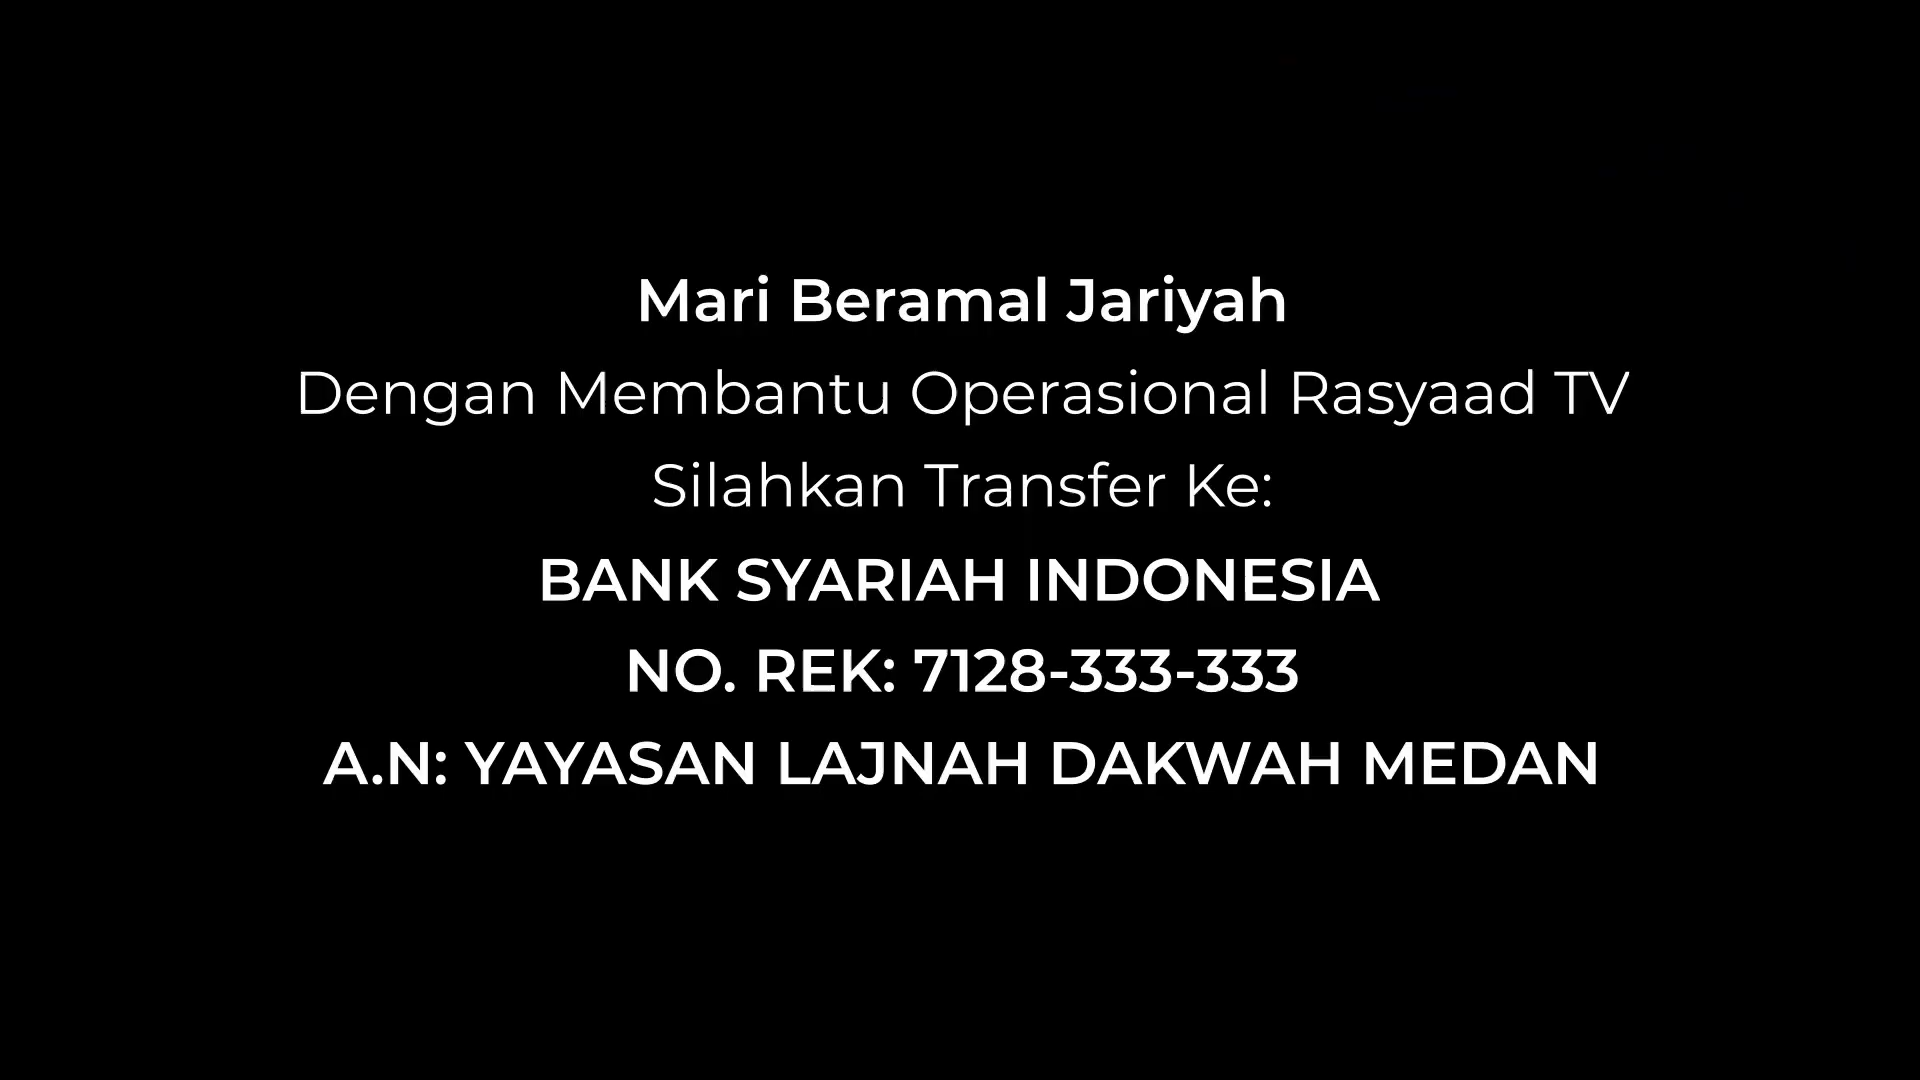 Mari Beramal Jariyah
Dengan Membantu Operasional Rasyaad TV
Silahkan Transfer Ke:
BANK SYARIAH INDONESIA
NO. REK: 7128-333-333
A.N: YAYASAN LAJNAH DAKWAH MEDAN